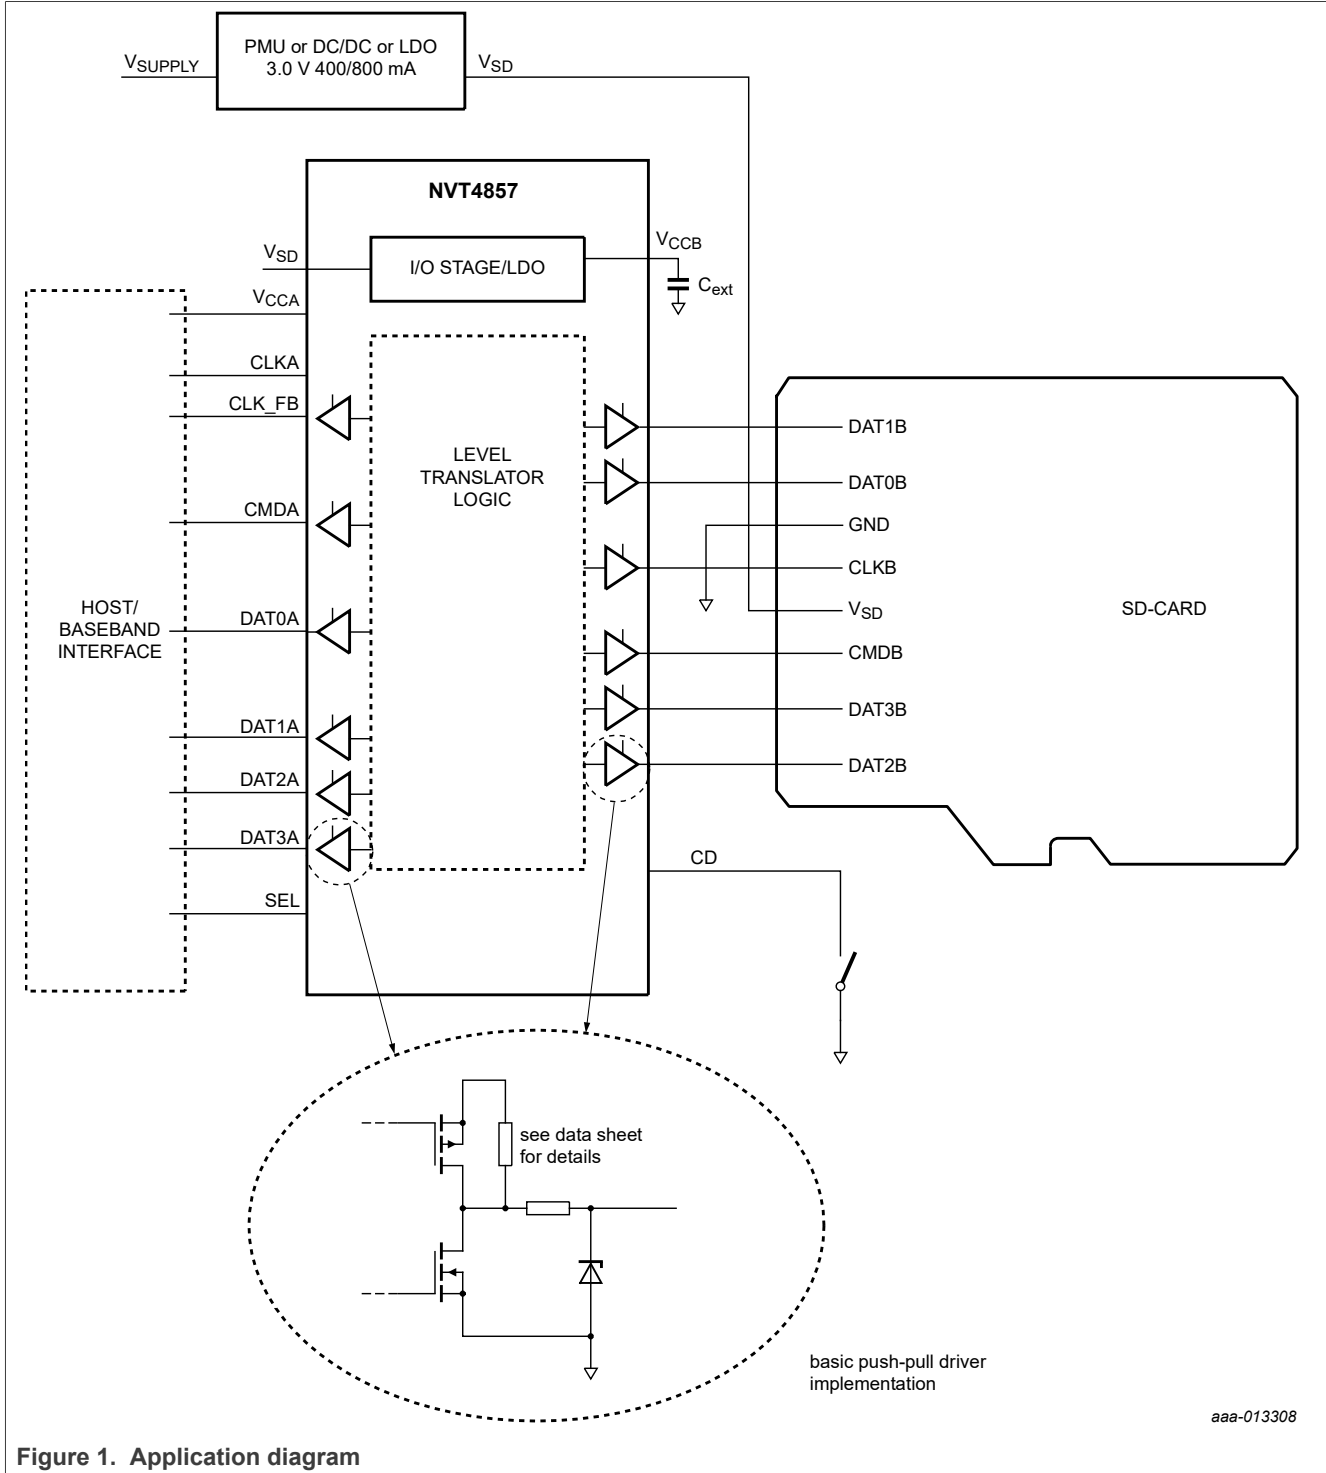 PMU or DC/DC or LDO
3.0 V 400/800 mA
VSUPPLY
VSD
NVT4857
VSD
I/O STAGE/LDO
VCCB
Cext
VCCA
CLKA
CLK_FB
CMDA
DAT0A
DAT1A
DAT2A
DAT3A
SEL
HOST/
BASEBAND
INTERFACE
LEVEL
TRANSLATOR
LOGIC
DAT1B
DAT0B
GND
CLKB
VSD
CMDB
DAT3B
DAT2B
SD-CARD
CD
see data sheet
for details
basic push-pull driver
implementation
aaa-013308
Figure 1. Application diagram